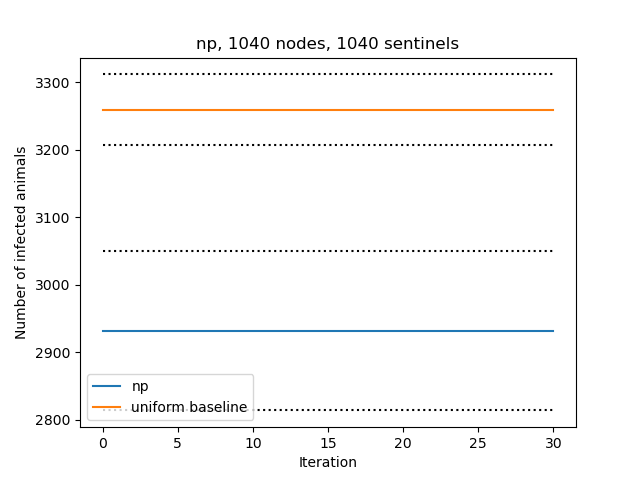 np, 1040 nodes, 1040 sentinels
Number of infected animals
3300
3200
3100
3000
2900
2800
np
uniform baseline
0 5 10 15 20 25 30
Iteration